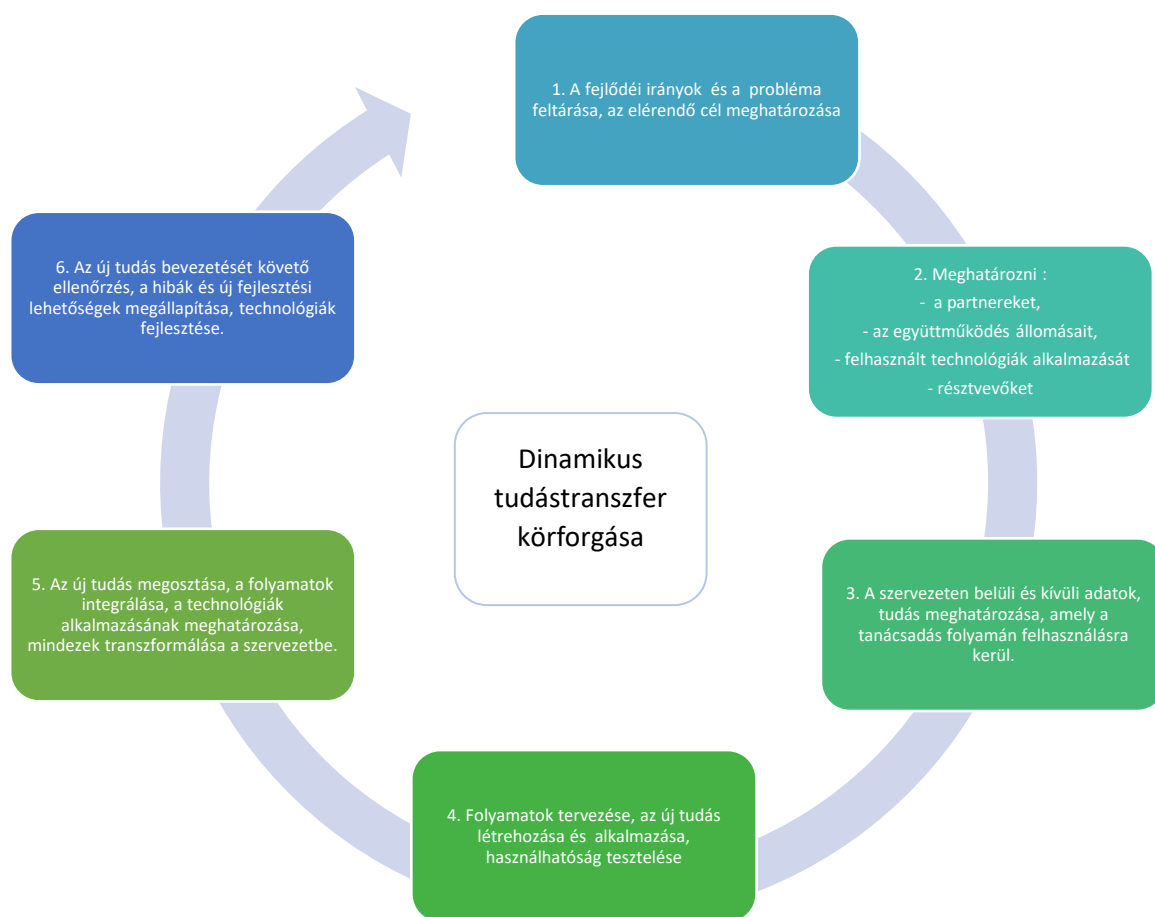 1. A fejlődéi irányok és a probléma
feltárása, az elérendő cél meghatározása
2. Meghatározni :
- a partnereket,
- az együttműködés állomásait,
- felhasznált technológiák alkalmazását
- résztvevőket
3. A szervezeten belüli és kívüli adatok,
tudás meghatározása, amely a
tanácsadás folyamán felhasználásra
kerül.
4. Folyamatok tervezése, az új tudás
létrehozása és alkalmazása,
használhatóság tesztelése
5. Az új tudás megosztása, a folyamatok
integrálása, a technológiák
alkalmazásának meghatározása,
mindezek transzformálása a szervezetbe.
6. Az új tudás bevezetését követő
ellenőrzés, a hibák és új fejlesztési
lehetőségek megállapítása, technológiák
fejlesztése.
Dinamikus
tudástranszfer
körforgása